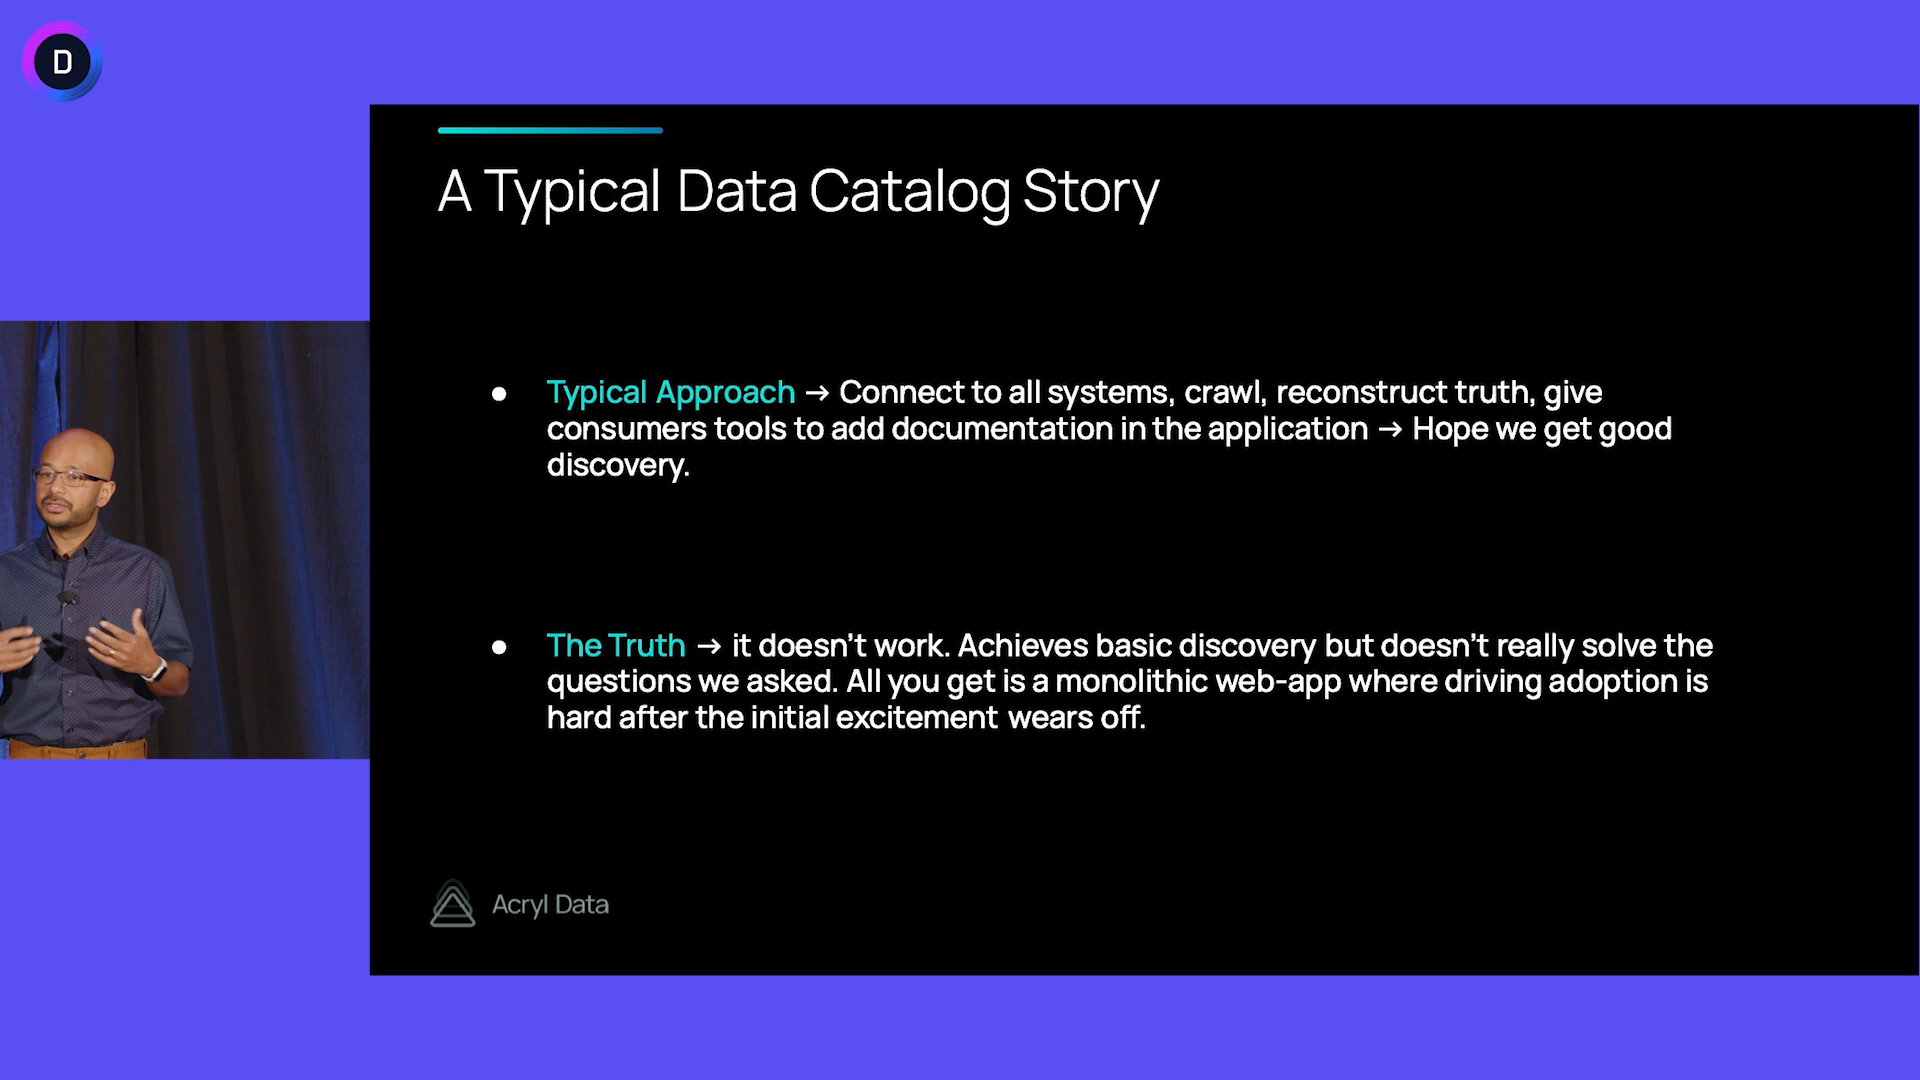 D
A Typical Data Catalog Story
● Typical Approach → Connect to all systems, crawl, reconstruct truth, give
consumers tools to add documentation in the application → Hope we get good
discovery.
● The Truth → it doesn't work. Achieves basic discovery but doesn't really solve the
questions we asked. All you get is a monolithic web-app where driving adoption is
hard after the initial excitement wears off.
Acryl Data